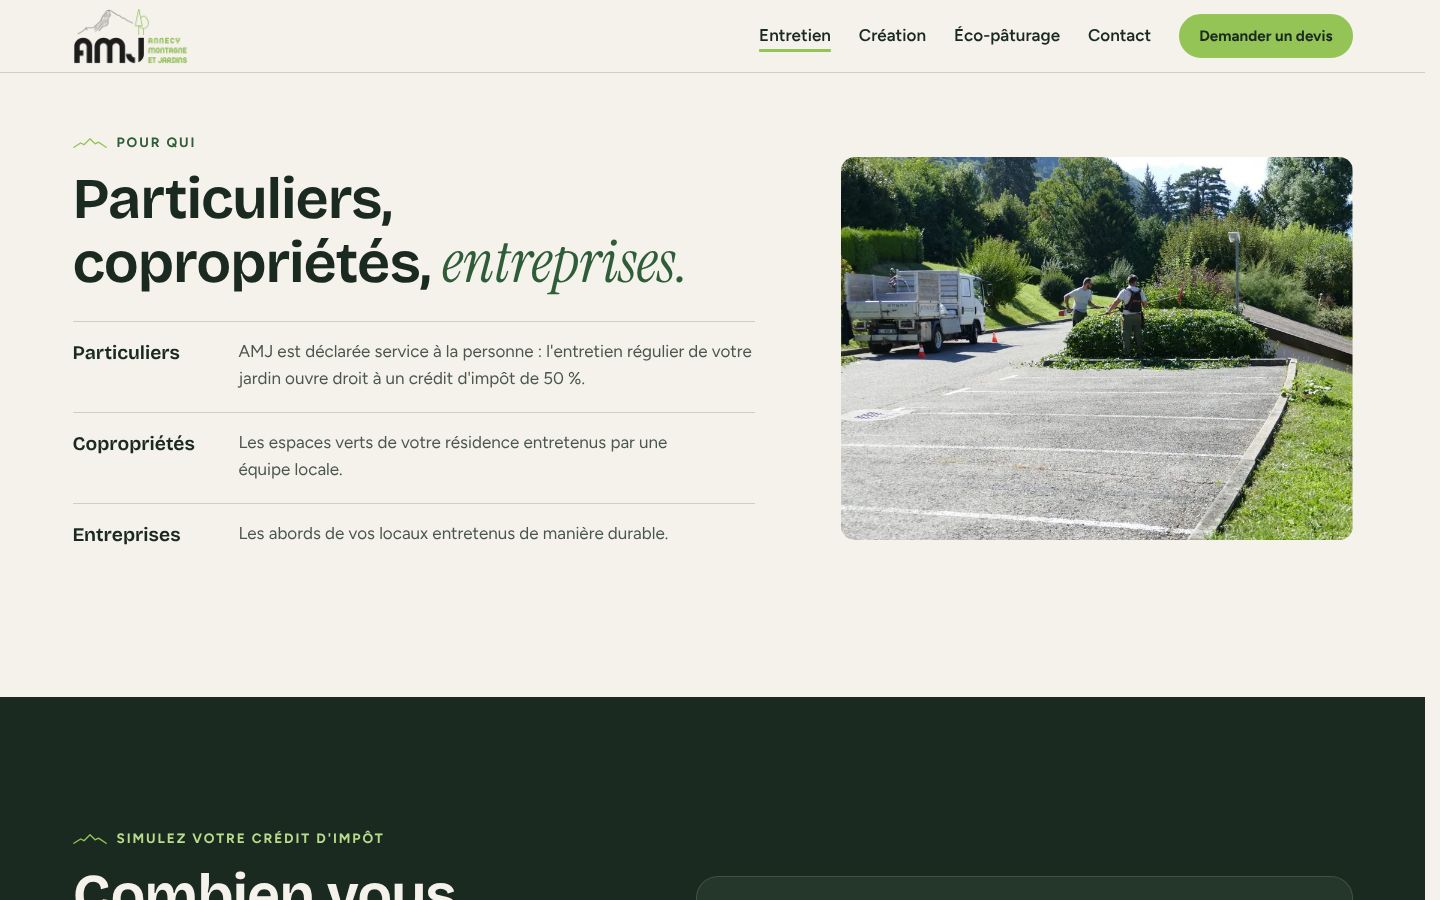 AMJ ANNECY
MONTAGNE
ET JARDINS
Entretien Création Éco-pâturage Contact Demander un devis
POUR QUI
Particuliers,
copropriétés, entreprises.
Particuliers AMJ est déclarée service à la personne : l'entretien régulier de votre
jardin ouvre droit à un crédit d'impôt de 50 %.
Copropriétés Les espaces verts de votre résidence entretenus par une
équipe locale.
Entreprises Les abords de vos locaux entretenus de manière durable.
SIMULEZ VOTRE CRÉDIT D'IMPÔT
Combien vous